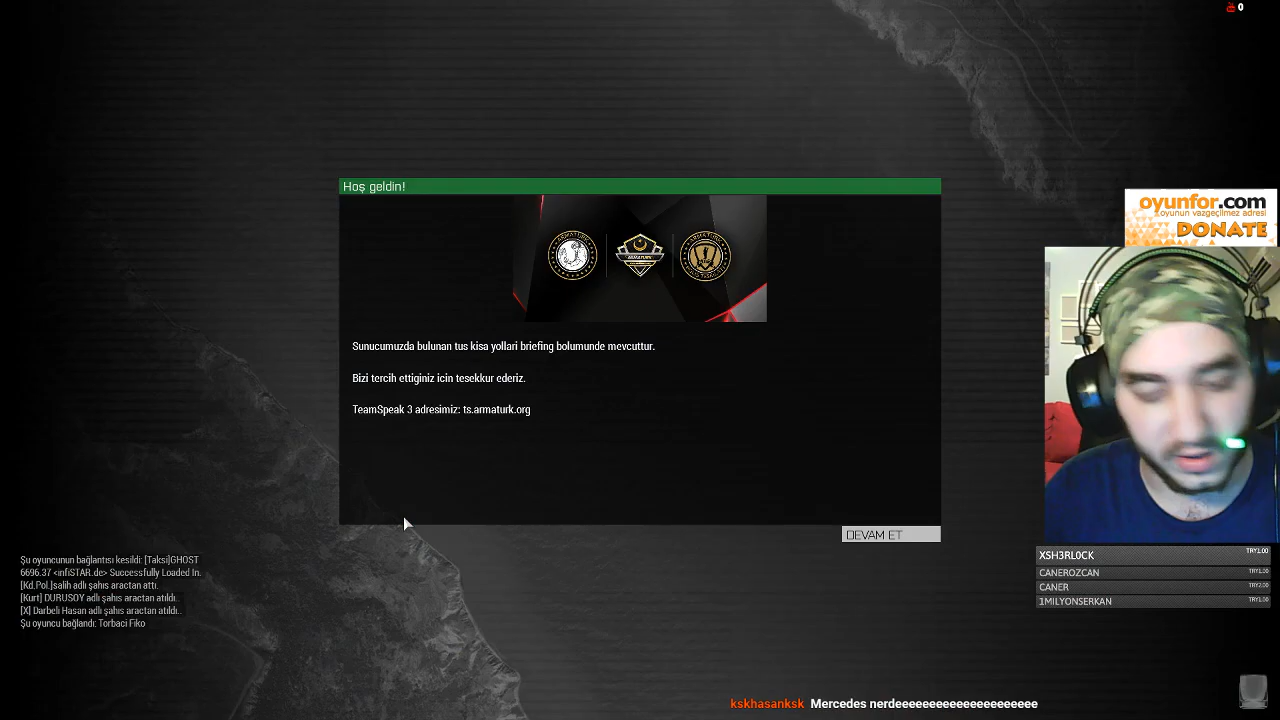 0
Hoş geldin!
ARMATURK
Sunucumuzda bulunan tus kisa yollari briefing bolumunde mevcuttur.
Bizi tercih ettiginiz icin tesekkur ederiz.
TeamSpeak 3 adresimiz: ts.armaturk.org
DEVAM ET
oyunfor.com
oyunun vazgeçilmez adresi
DONATE
XSH3RL0CK TRY1.00
CANEROZCAN TRY1.00
CANER TRY2.00
1MILYONSERKAN TRY1.00
Şu oyuncunun bağlantısı kesildi: [Taksi]GHOST
6696.37 <infiSTAR.de> Successfully Loaded In.
[Kd.Pol.]salih adlı şahıs aractan attı.
[Kurt] DURUSOY adlı şahıs aractan atıldı..
[X] Darbeli Hasan adlı şahıs aractan atıldı..
Şu oyuncu bağlandı: Torbaci Fiko
kskhasanksk Mercedes nerdeeeeeeeeeeeeeeeeeeeee